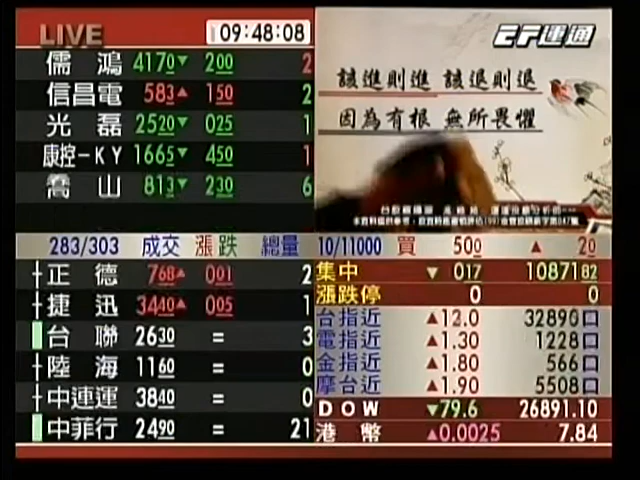 LIVE 09:48:08
儒鴻 4170▼ 200 2
信昌電 583▲ 150 2
光磊 2520▼ 025 1
康控-KY 1665▼ 450 1
喬山 813▼ 230 6
EF運通
該進則進 該退則退
因為有根 無所畏懼
283/303 成交 漲跌 總量
正德 768▲ 001 2
捷迅 3440▲ 005 1
台聯 2630 = 3
陸海 1160 = 0
中連運 3840 = 0
中菲行 2490 = 21
10/11000 買 500 ▲ 20
集中 ▼ 017 1087182
漲跌停 0 0
台指近 ▲12.0 32890口
電指近 ▲1.30 1228口
金指近 ▲1.80 566口
摩台近 ▲1.90 5508口
DOW ▼79.6 26891.10
港幣 ▲0.0025 7.84